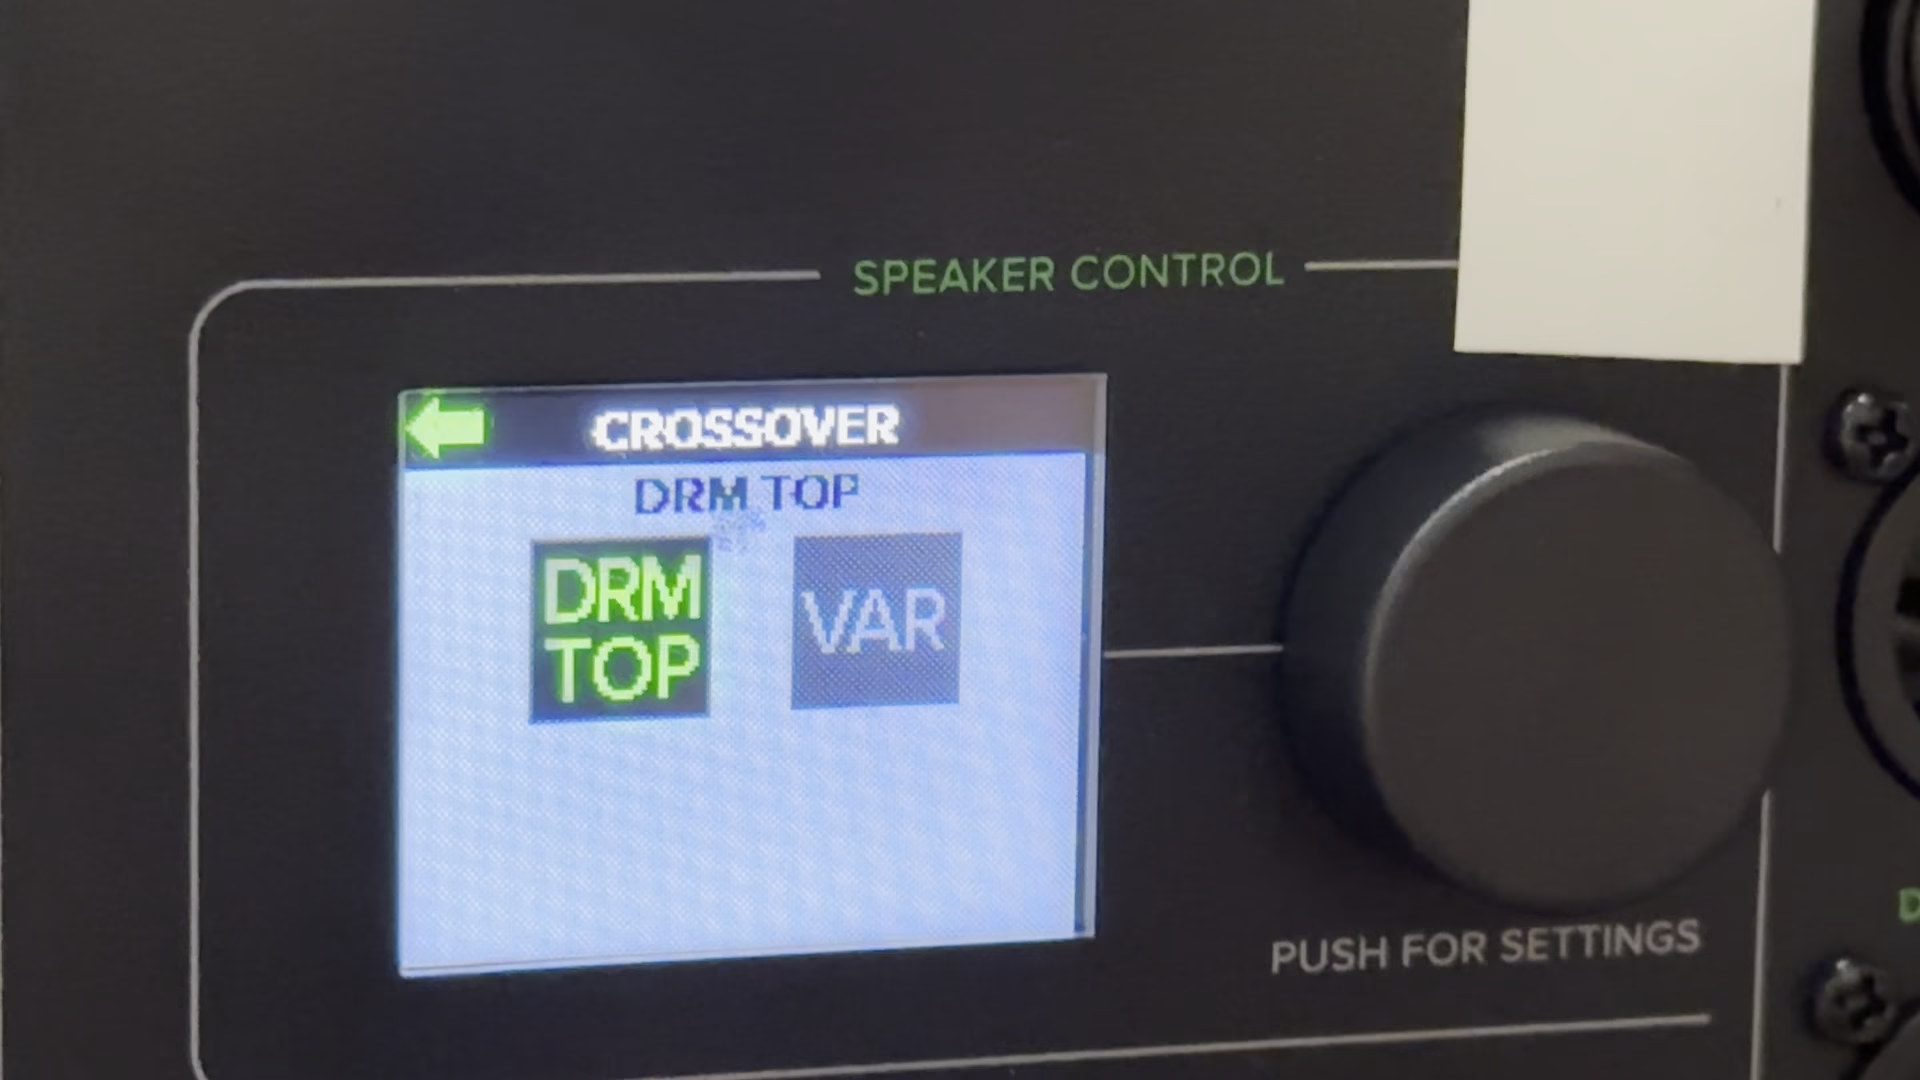 SPEAKER CONTROL
CROSSOVER
DRM TOP
DRM
TOP
VAR
PUSH FOR SETTINGS